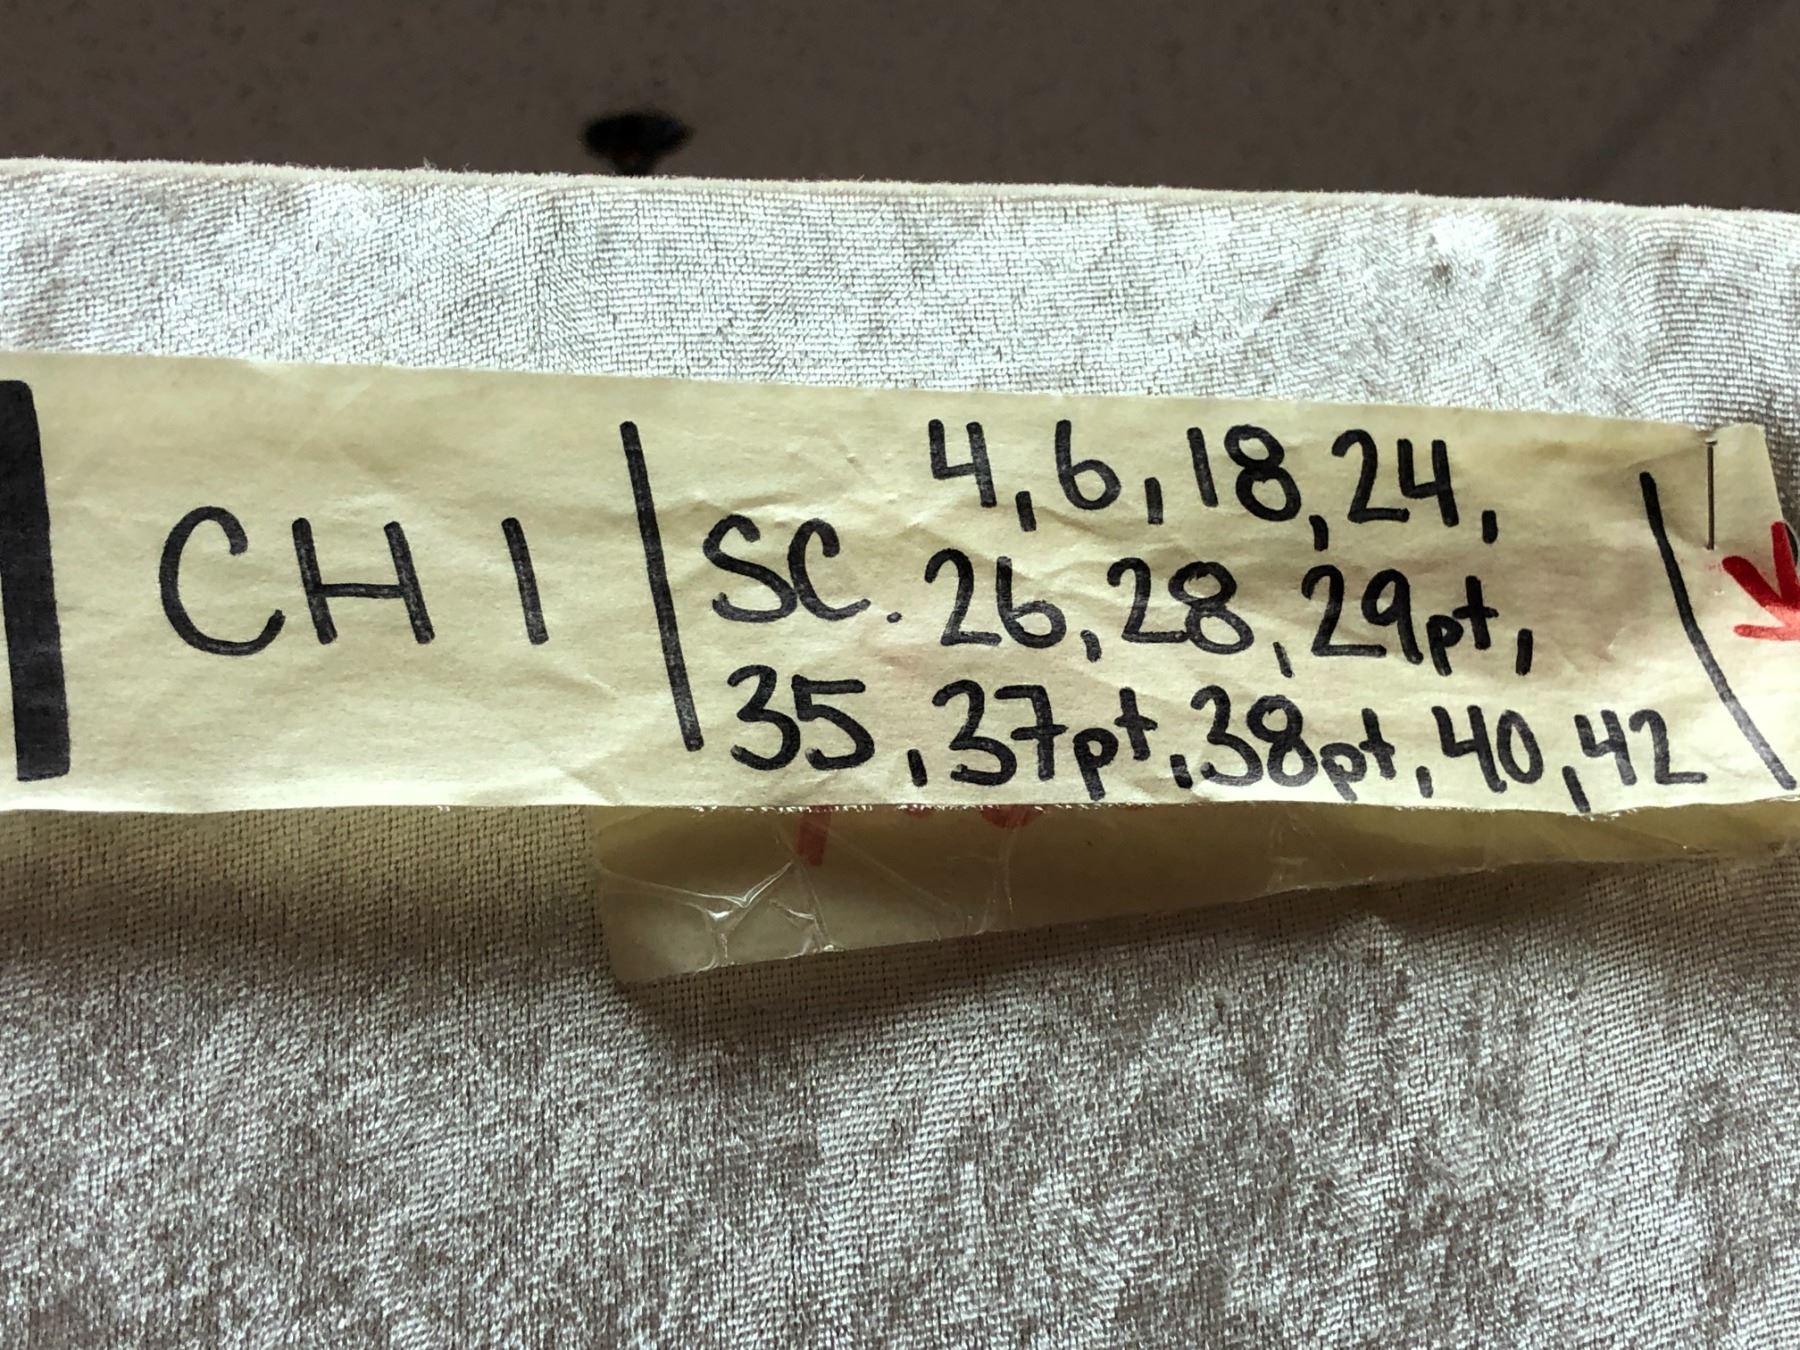 CH 1
4, 6, 18, 24,
SC. 26, 28, 29pt,
35, 37pt, 38pt, 40, 42